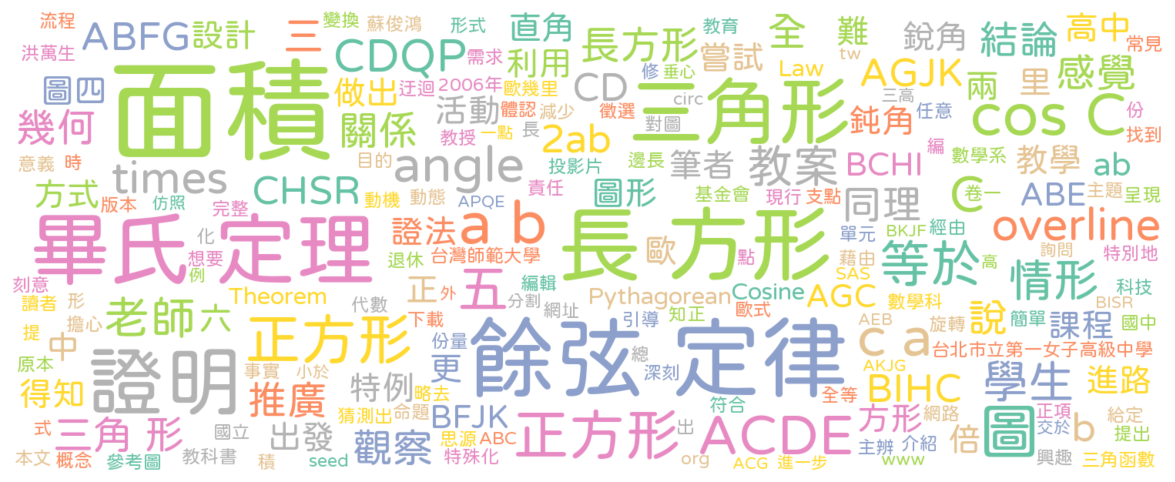 流程 洪萬生 ABFG 設計 三 變換 蘇俊鴻 形式 直角 長方形 教育 全 難 銳角 結論 高中 常見
圖四 CDQP 需求 利用 嘗試 Law tw AGJK 里 感覺
面積 做出 迂迴 2006年 歐幾里 CD 修 垂心 三角形 circ 三高 兩 cos C
幾何 關係 活動 體認 減少 徵選 對圖 鈍角 任意 份 找到
意義 時 times 目的 angle 教授 一點 長 2ab 投影片 邊長 筆者 教案 BCHI 編 數學系 教學 ab
方式 版本 仿照 CHSR 動機 動態 APQE 責任 圖形 基金會 現行 支點 C 卷一 ABE 主題 呈現
畢氏 定理 完整 化 想要 例 證法 a b 台灣師範大學 長 方形 歐 點 同理 單元 BKJF 經由 overline
刻意 退休 編輯 藉由 等於 高 詢問 特別地
讀者 形 老師 六 Theorem 代數 正 外 五 分割 網址 Pythagorean 知正 Cosine AGC SAS 數學科 情形 科技 BISR
提 擔心 中 正方形 下載 引導 歐式 AEB 旋轉 說 簡單 國中 課程
原本 證明 事實 小於 份量 更 餘弦 定律 總 深刻 AKJG c a 台北市立第一女子高級中學
得知 推廣 特例 略去 全等 BIHC 學生 進路
式 三角 形 國立 猜測出 命題 BFJK 符合 方形 網路 圖 正項 交於 b 給定 提出
本文 概念 參考圖 教科書 積 出發 seed 觀察 思源 ABC 特殊化 正方形 出 org ACDE ACG 進一步 主辦 介紹 倍 www 興趣 三角函數